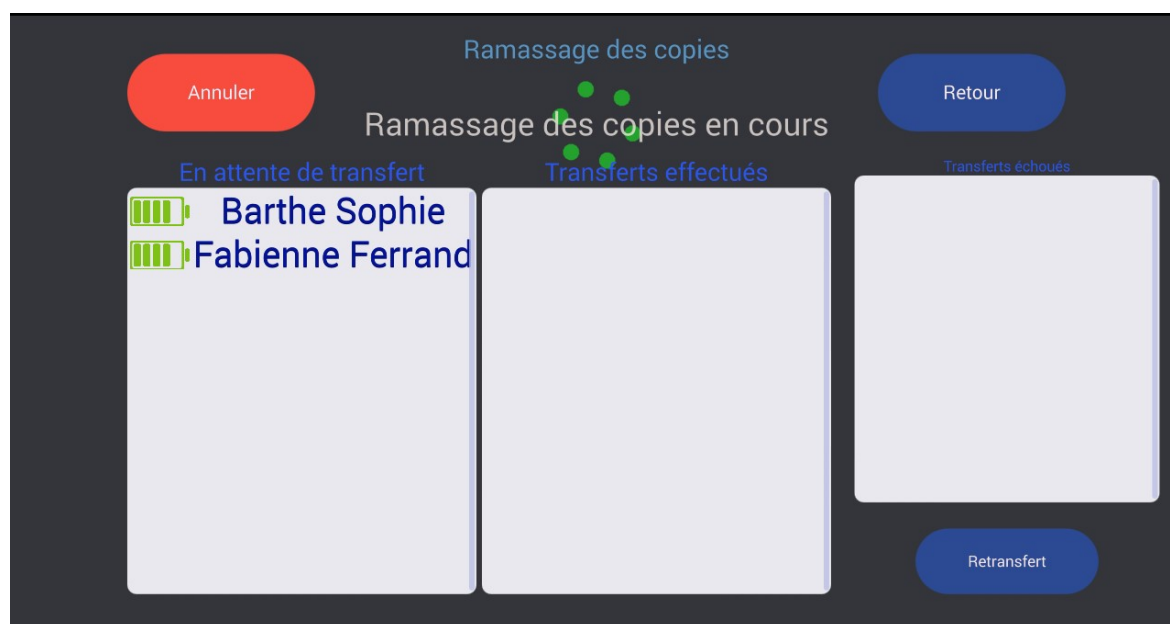 Ramassage des copies
Annuler
Retour
Ramassage des copies en cours
En attente de transfert
Transferts effectués
Transferts échoués
Barthe Sophie
Fabienne Ferrand
Retransfert